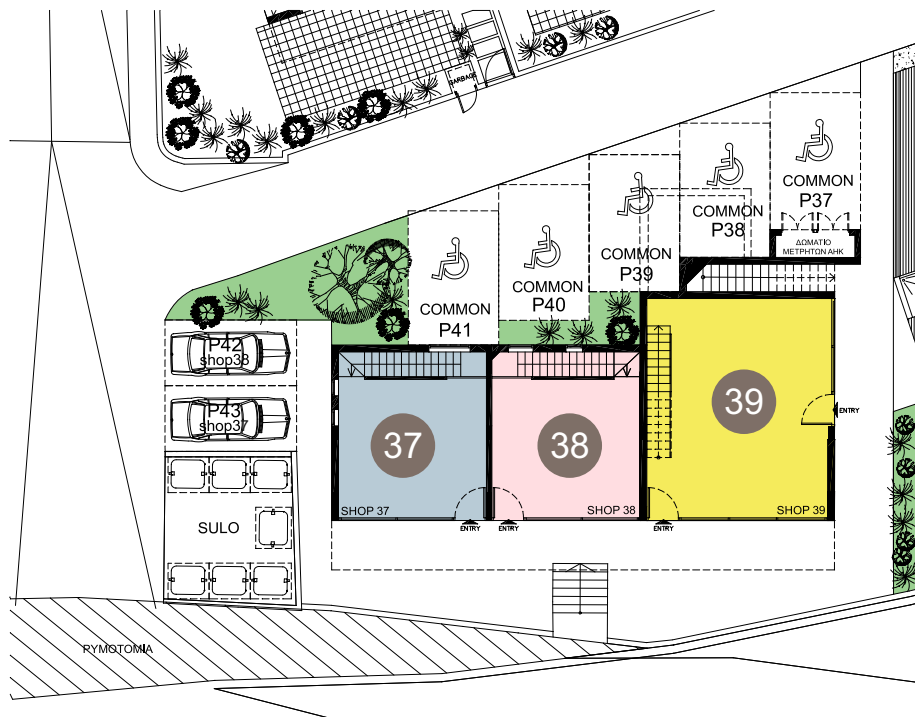 GARBAGE
COMMON
P37
COMMON
P38
COMMON
P39
COMMON
P40
COMMON
P41
ΔΩΜΑΤΙΟ
ΜΕΤΡΗΤΩΝ ΑΗΚ
P42
shop38
P43
shop37
SULO
37
38
39
SHOP 37
SHOP 38
SHOP 39
ENTRY
ENTRY
ENTRY
ENTRY
ΡΥΜΟΤΟΜΙΑ